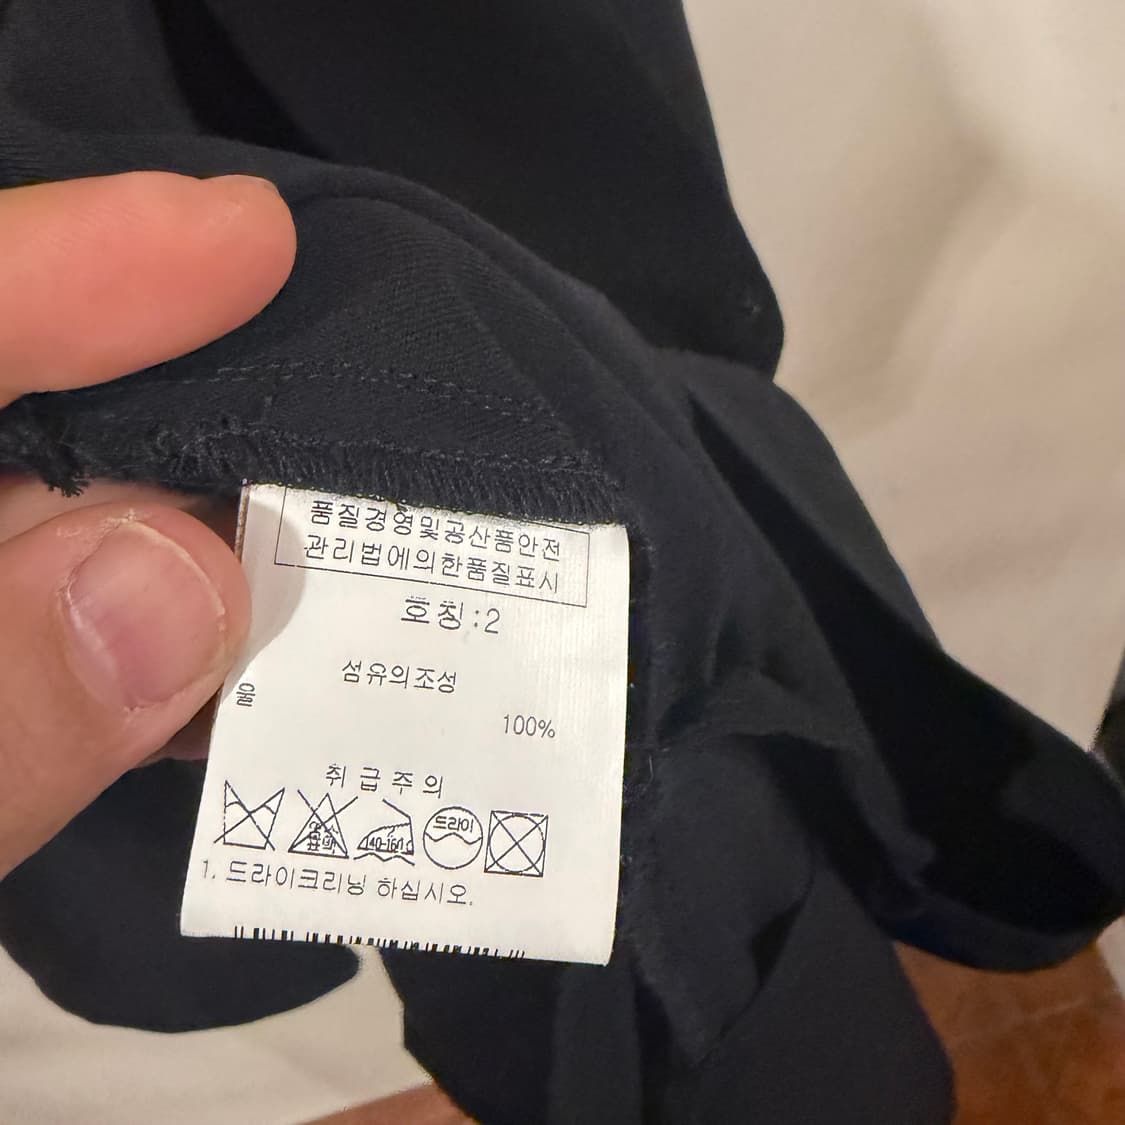 품질경영및공산품안전
관리법에의한품질표시
호칭:2
섬유의조성
울 100%
취급주의
140~160℃ 드라이
1. 드라이크리닝 하십시오.